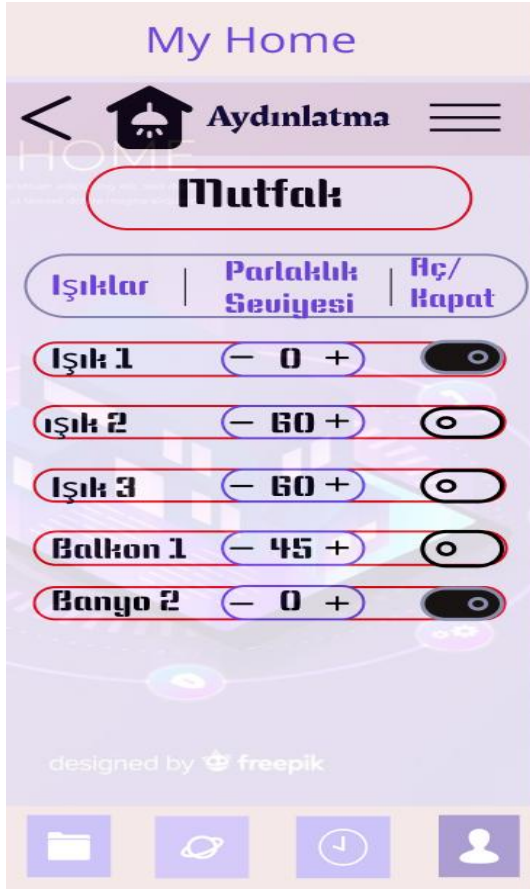 My Home
Aydınlatma
HOME
Mutfak
Işıklar | Parlaklık Seviyesi | Aç/Kapat
Işık 1 − 0 +
ışık 2 − 60 +
Işık 3 − 60 +
Balkon 1 − 45 +
Banyo 2 − 0 +
designed by freepik